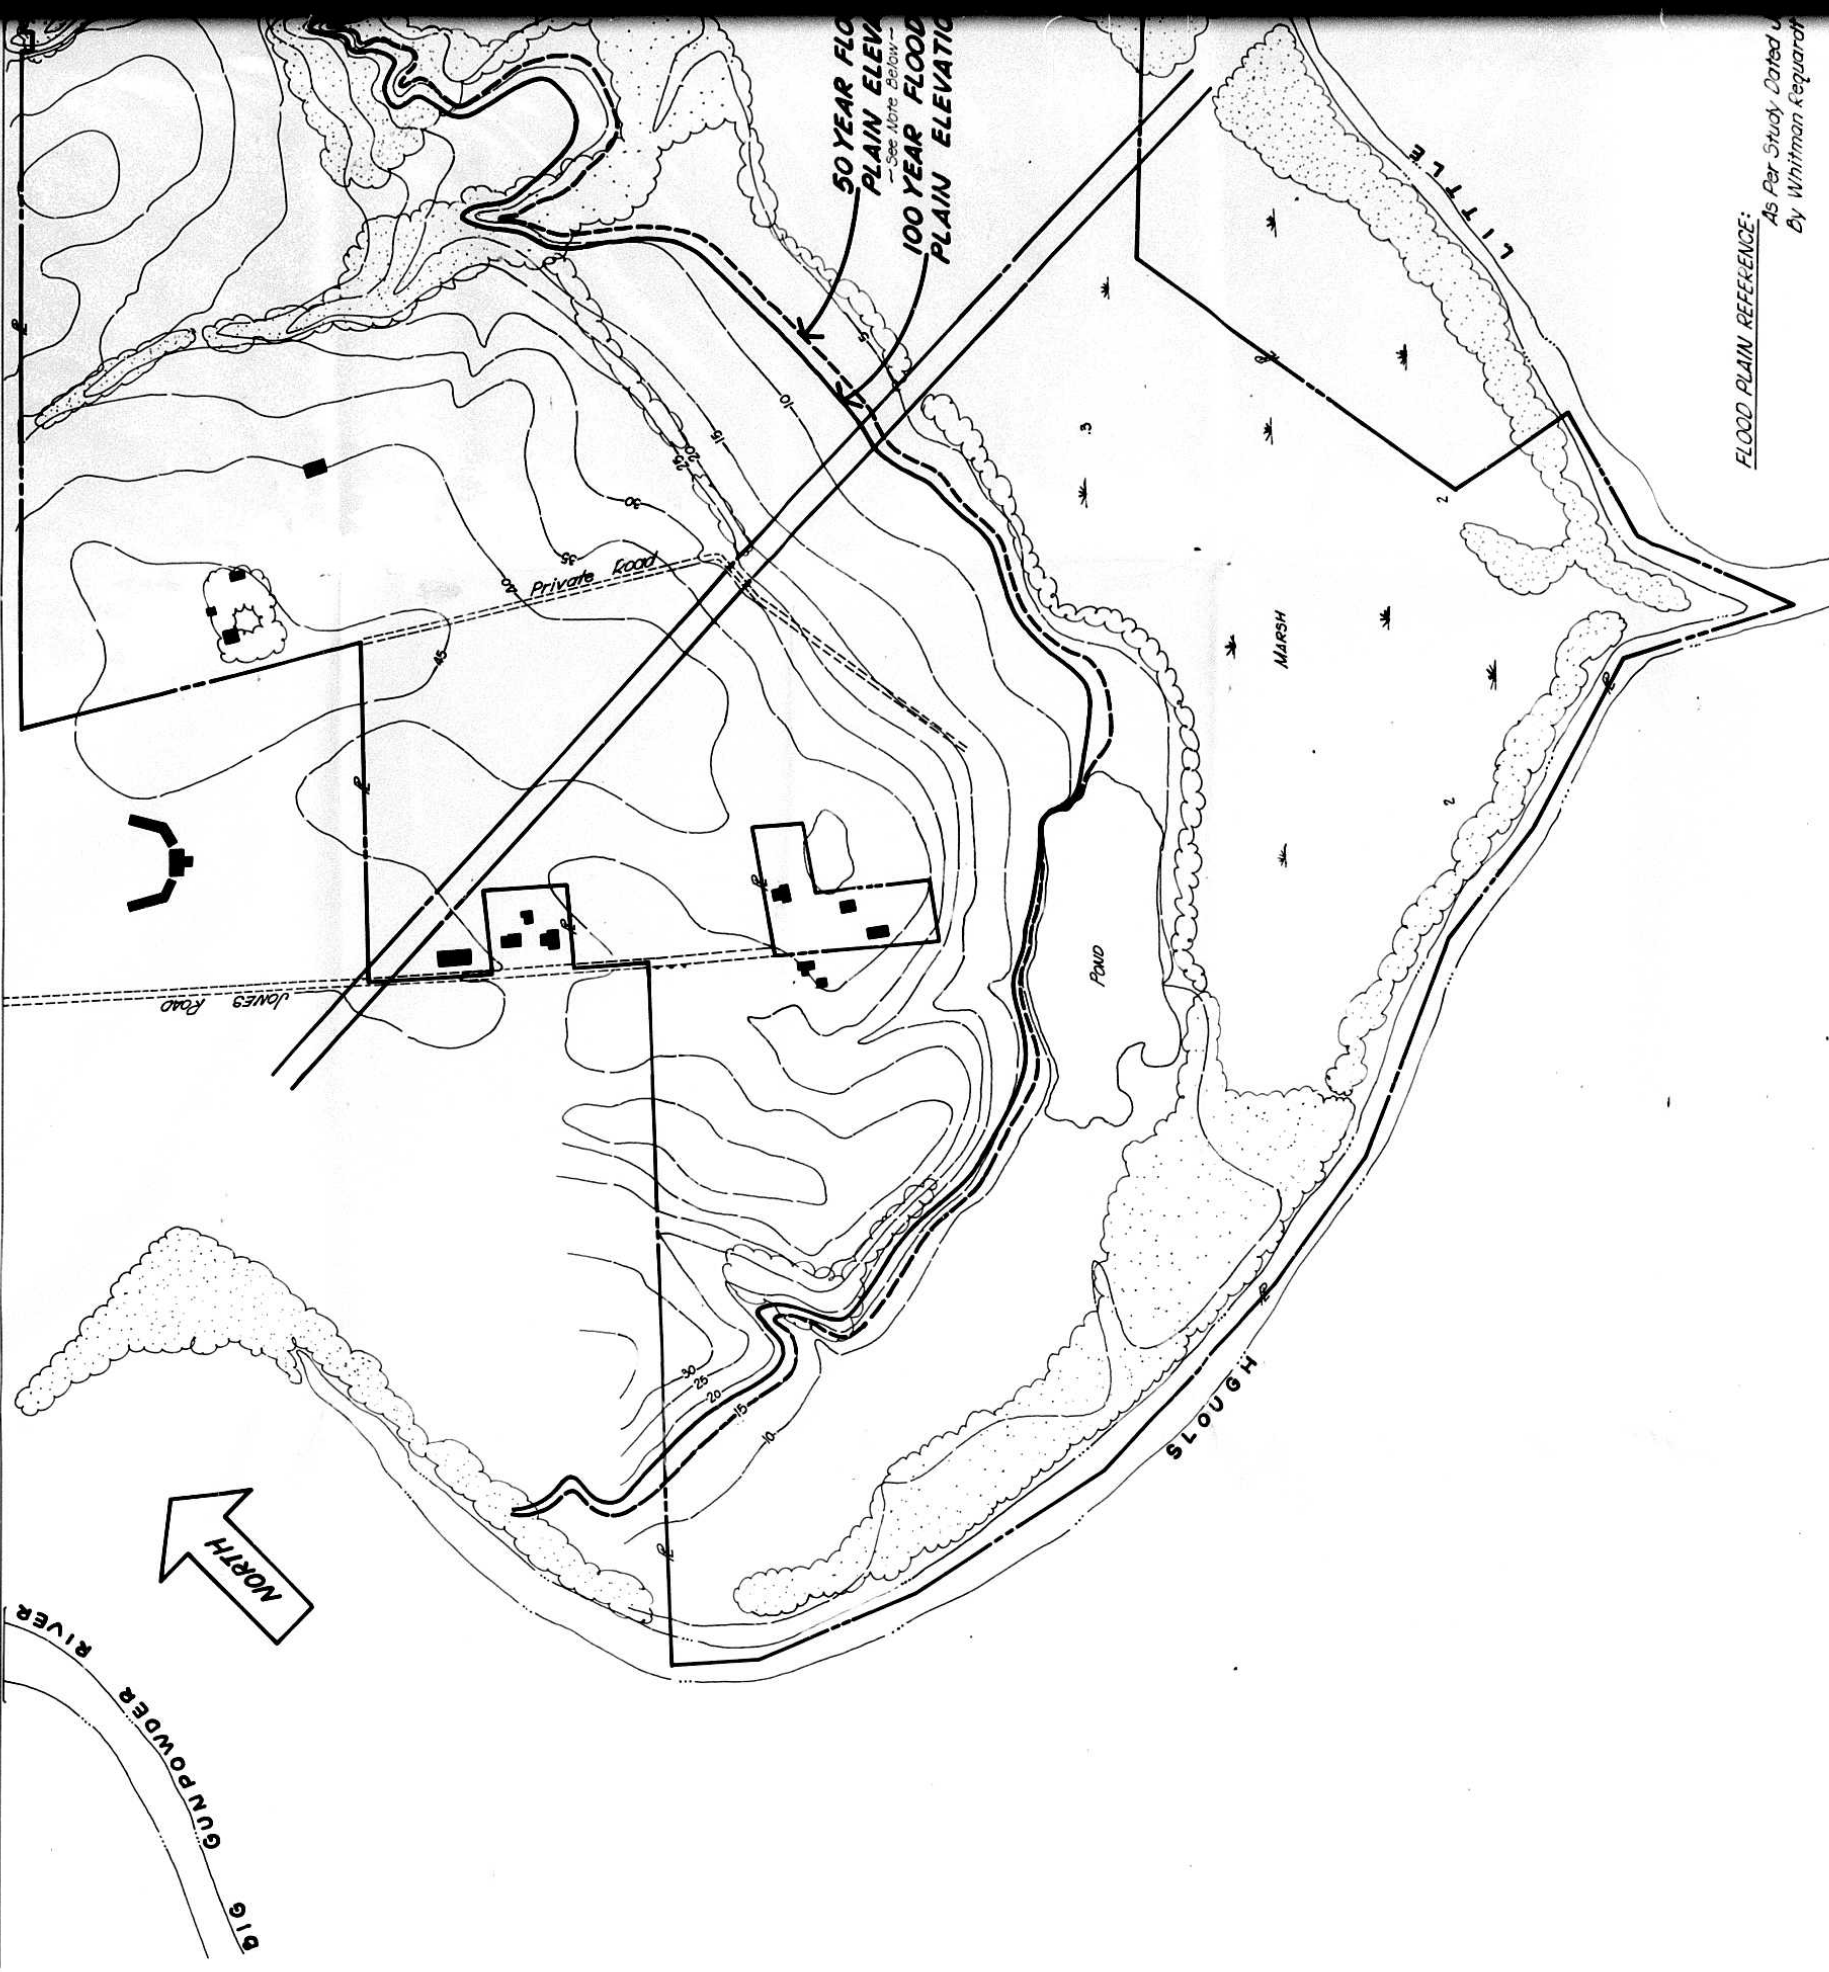 50 YEAR FLO
PLAIN ELEVA
- See Note Below -
100 YEAR FLOOD
PLAIN ELEVATIO
LITTLE
FLOOD PLAIN REFERENCE:
As Per Study Dated
By Whitman Requardt
5
10
15
20
25
30
35
40
45
Private Road
.3
2
MARSH
2
POND
JONES ROAD
30
25
20
15
10
SLOUGH
NORTH
BIG GUNPOWDER RIVER